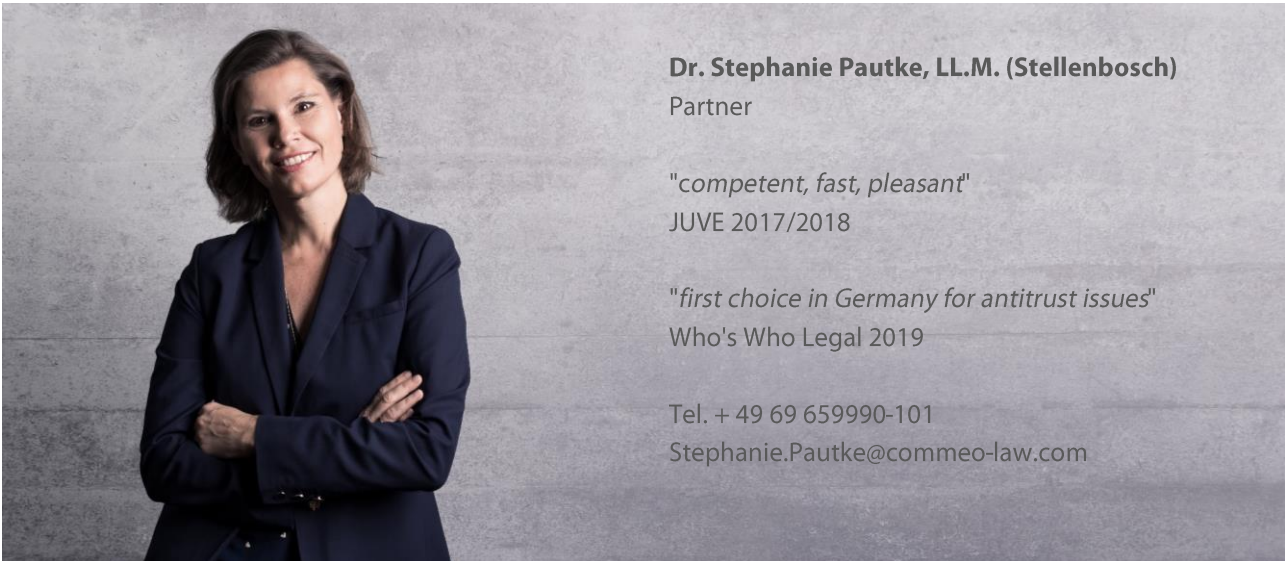 Dr. Stephanie Pautke, LL.M. (Stellenbosch)
Partner
"competent, fast, pleasant"
JUVE 2017/2018
"first choice in Germany for antitrust issues"
Who's Who Legal 2019
Tel. + 49 69 659990-101
Stephanie.Pautke@commeo-law.com